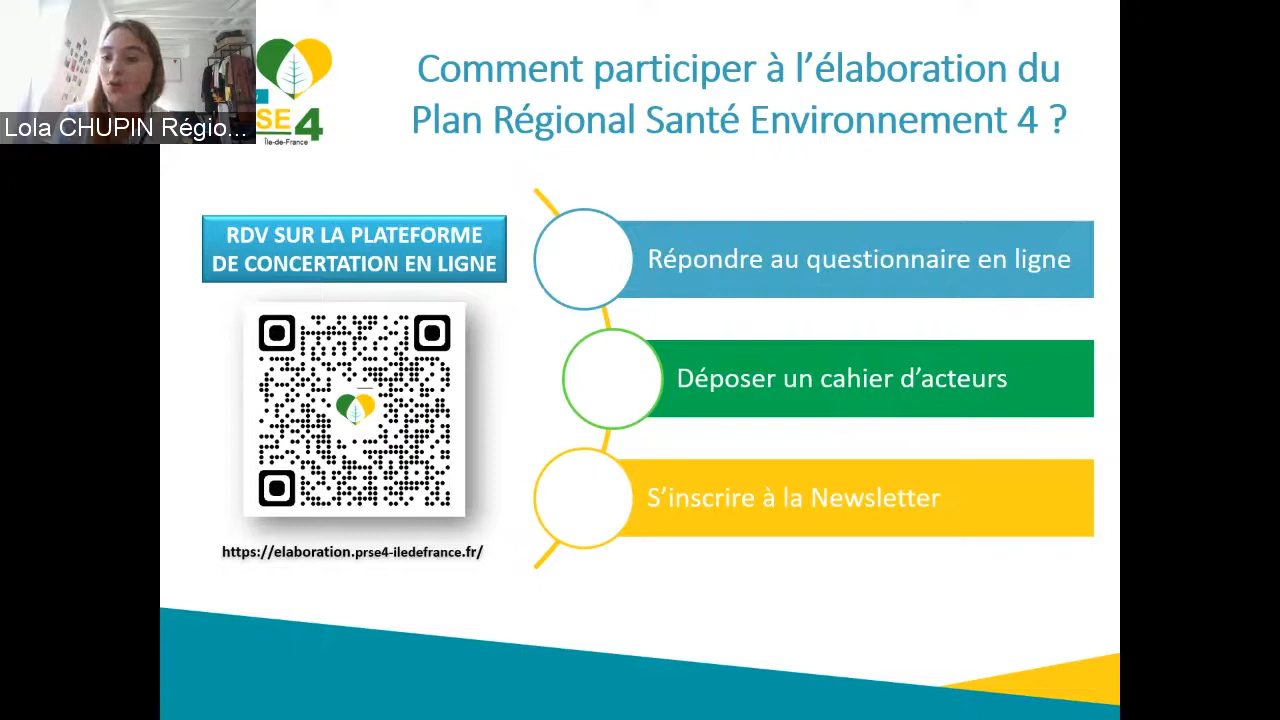 Lola CHUPIN Régio...
SE4
île-de-France
Comment participer à l'élaboration du
Plan Régional Santé Environnement 4 ?
RDV SUR LA PLATEFORME
DE CONCERTATION EN LIGNE
https://elaboration.prse4-iledefrance.fr/
Répondre au questionnaire en ligne
Déposer un cahier d'acteurs
S'inscrire à la Newsletter